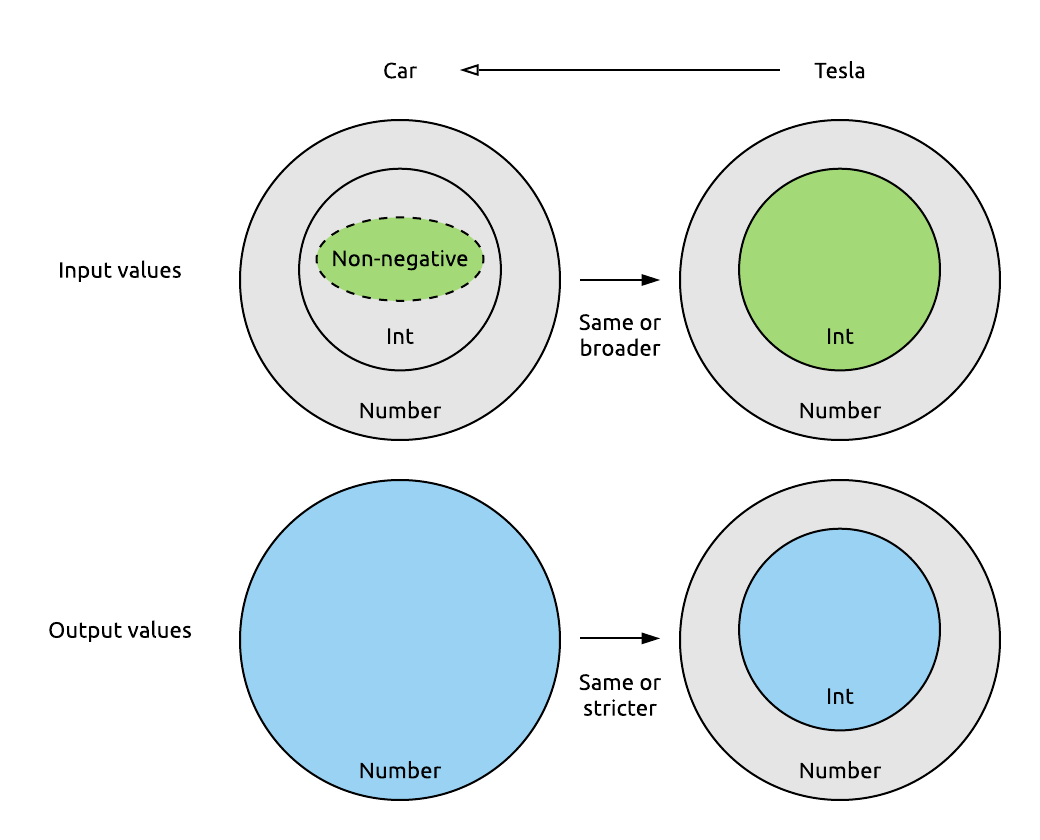 Car
Tesla
Input values
Non-negative
Int
Number
Same or
broader
Int
Number
Output values
Number
Same or
stricter
Int
Number